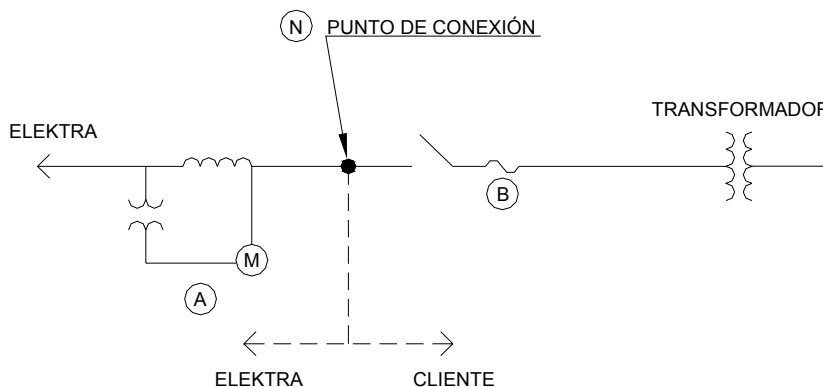 N PUNTO DE CONEXIÓN
TRANSFORMADOR
ELEKTRA
B
M
A
ELEKTRA CLIENTE